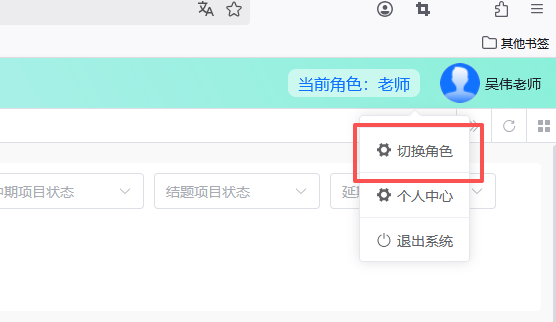 其他书签
当前角色：老师
吴伟老师
切换角色
期项目状态
结题项目状态
延
个人中心
退出系统